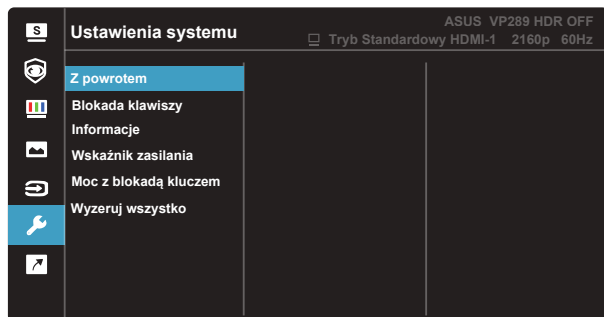 S
Ustawienia systemu
ASUS VP289 HDR OFF
Tryb Standardowy HDMI-1 2160p 60Hz
Z powrotem
Blokada klawiszy
Informacje
Wskaźnik zasilania
Moc z blokadą kluczem
Wyzeruj wszystko